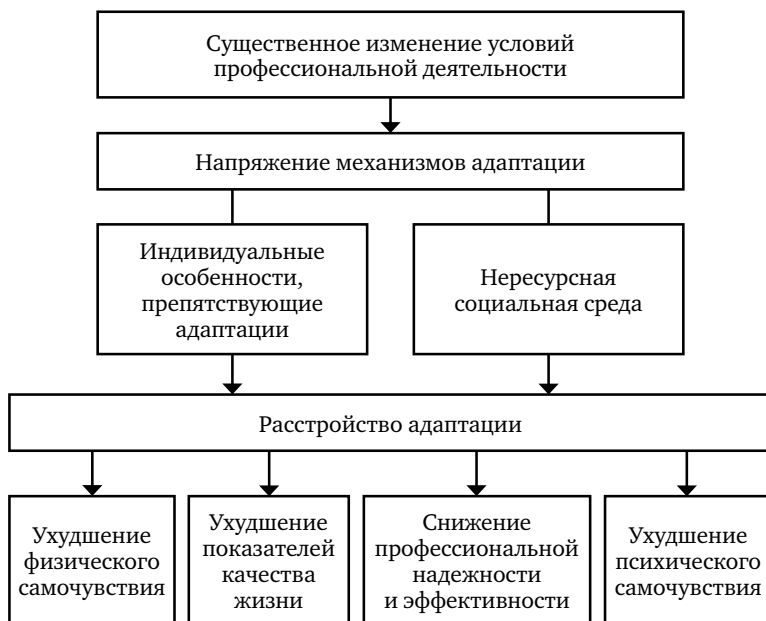 Существенное изменение условий
профессиональной деятельности
Напряжение механизмов адаптации
Индивидуальные
особенности,
препятствующие
адаптации
Нересурсная
социальная среда
Расстройство адаптации
Ухудшение
физического
самочувствия
Ухудшение
показателей
качества
жизни
Снижение
профессиональной
надежности
и эффективности
Ухудшение
психического
самочувствия